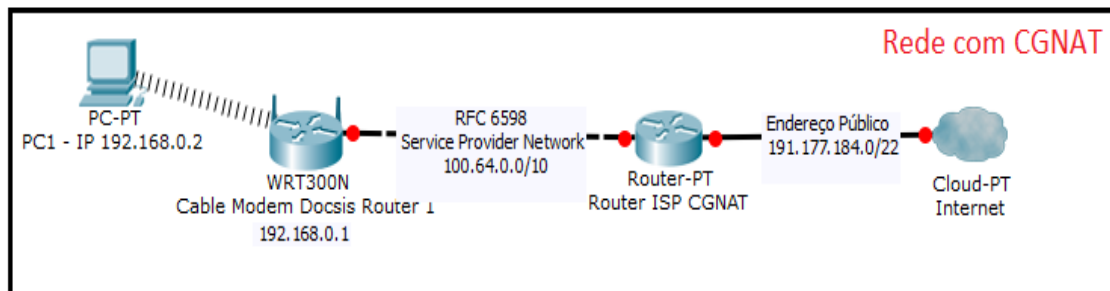 Rede com CGNAT
PC-PT
PC1 - IP 192.168.0.2
WRT300N
Cable Modem Docsis Router 1
192.168.0.1
RFC 6598
Service Provider Network
100.64.0.0/10
Router-PT
Router ISP CGNAT
Endereço Público
191.177.184.0/22
Cloud-PT
Internet